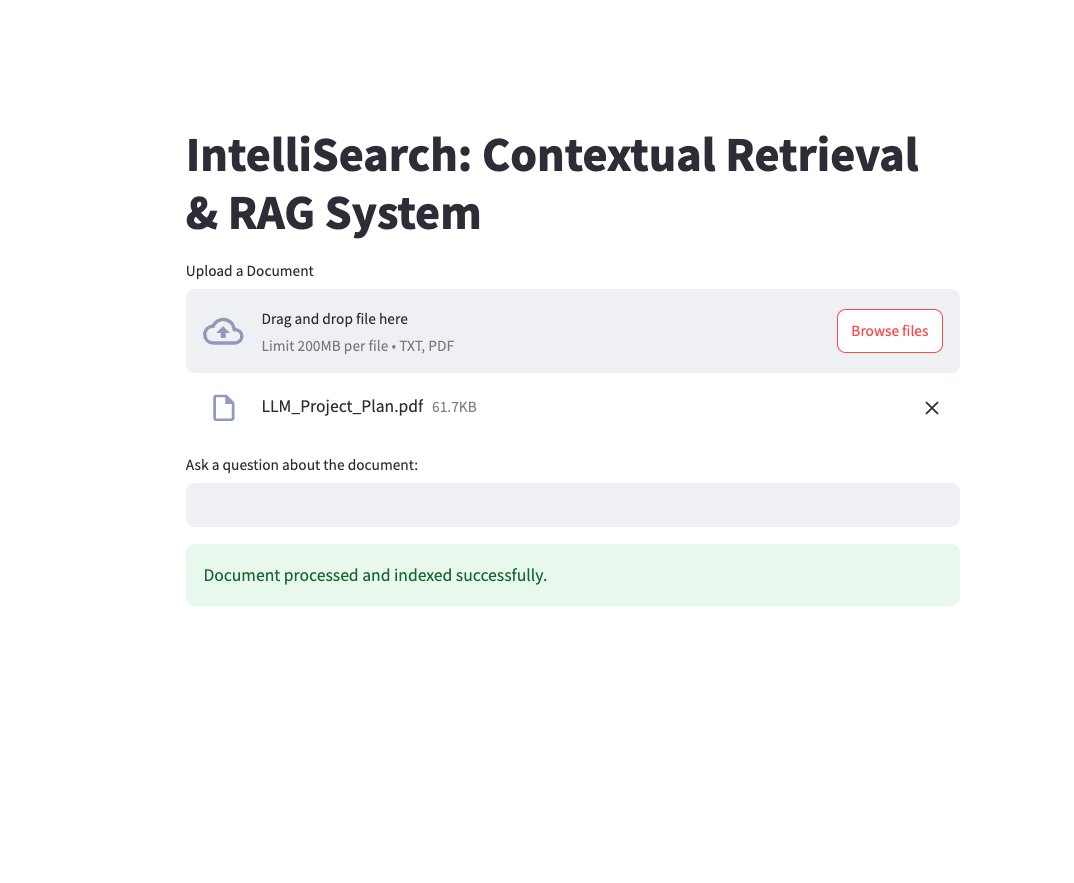 IntelliSearch: Contextual Retrieval
& RAG System
Upload a Document
Drag and drop file here
Limit 200MB per file • TXT, PDF
Browse files
LLM_Project_Plan.pdf 61.7KB
Ask a question about the document:
Document processed and indexed successfully.